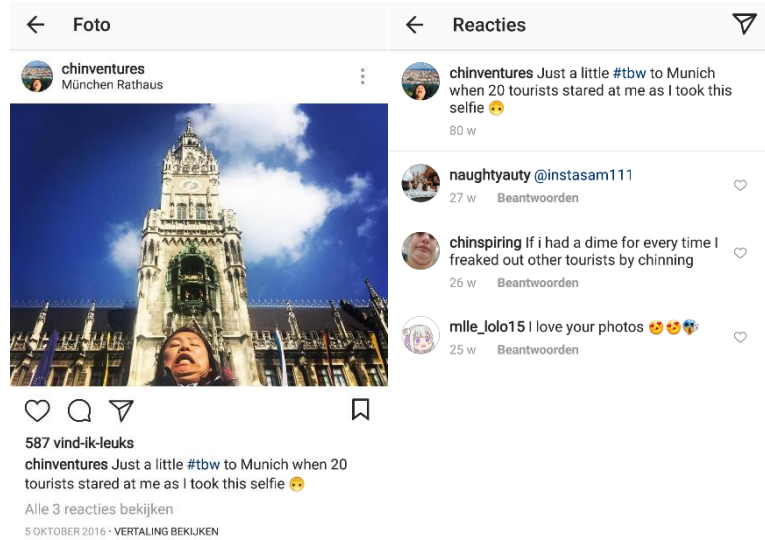 Foto
chinventures
München Rathaus
587 vind-ik-leuks
chinventures Just a little #tbw to Munich when 20
tourists stared at me as I took this selfie 🙃
Alle 3 reacties bekijken
5 OKTOBER 2016 · VERTALING BEKIJKEN
Reacties
chinventures Just a little #tbw to Munich
when 20 tourists stared at me as I took this
selfie 🙃
80 w
naughtyauty @instasam111
27 w Beantwoorden
chinspiring If i had a dime for every time I
freaked out other tourists by chinning
26 w Beantwoorden
mlle_lolo15 I love your photos 😍😍😱
25 w Beantwoorden